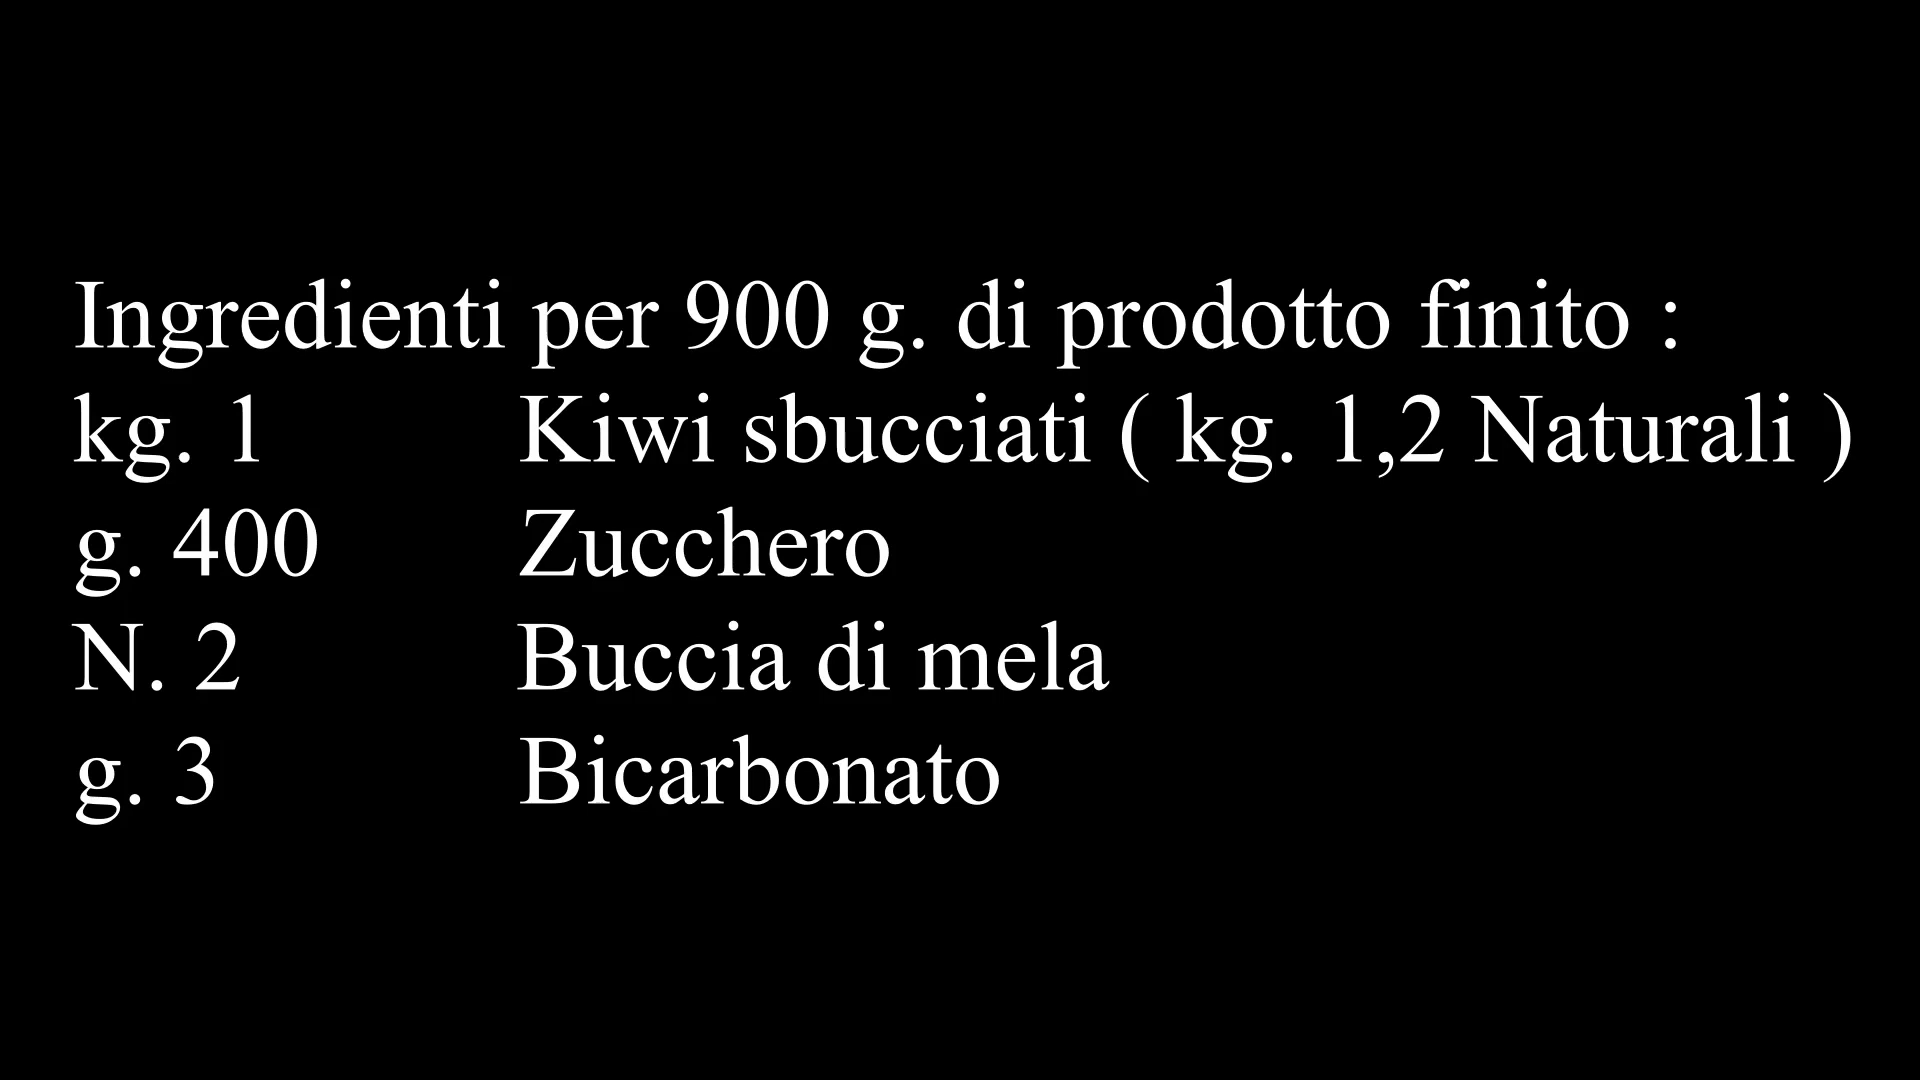 Ingredienti per 900 g. di prodotto finito :
kg. 1 Kiwi sbucciati ( kg. 1,2 Naturali )
g. 400 Zucchero
N. 2 Buccia di mela
g. 3 Bicarbonato